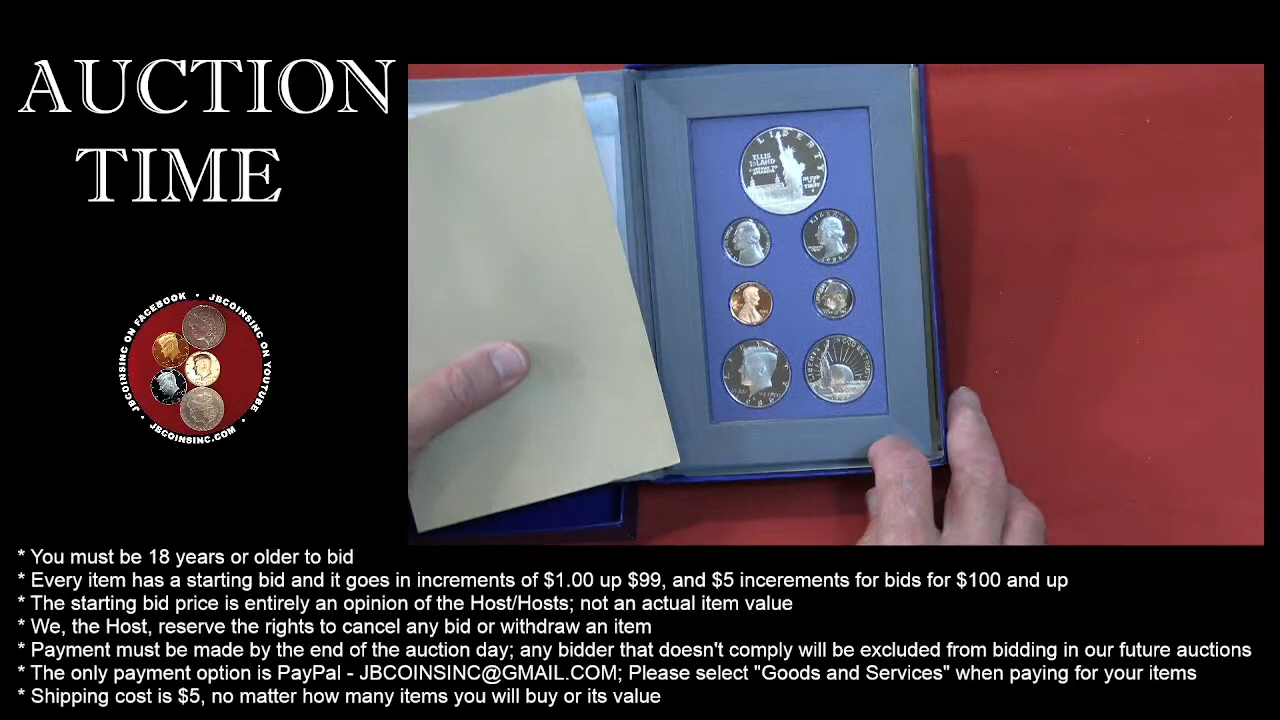 AUCTION
TIME
JBCOINSINC ON FACEBOOK • JBCOINSINC ON YOUTUBE • JBCOINSINC.COM •
LIBERTY
ELLIS
ISLAND
GATEWAY TO
AMERICA
IN GOD
WE
TRUST
LIBERTY
* You must be 18 years or older to bid
* Every item has a starting bid and it goes in increments of $1.00 up $99, and $5 incerements for bids for $100 and up
* The starting bid price is entirely an opinion of the Host/Hosts; not an actual item value
* We, the Host, reserve the rights to cancel any bid or withdraw an item
* Payment must be made by the end of the auction day; any bidder that doesn't comply will be excluded from bidding in our future auctions
* The only payment option is PayPal - JBCOINSINC@GMAIL.COM; Please select "Goods and Services" when paying for your items
* Shipping cost is $5, no matter how many items you will buy or its value